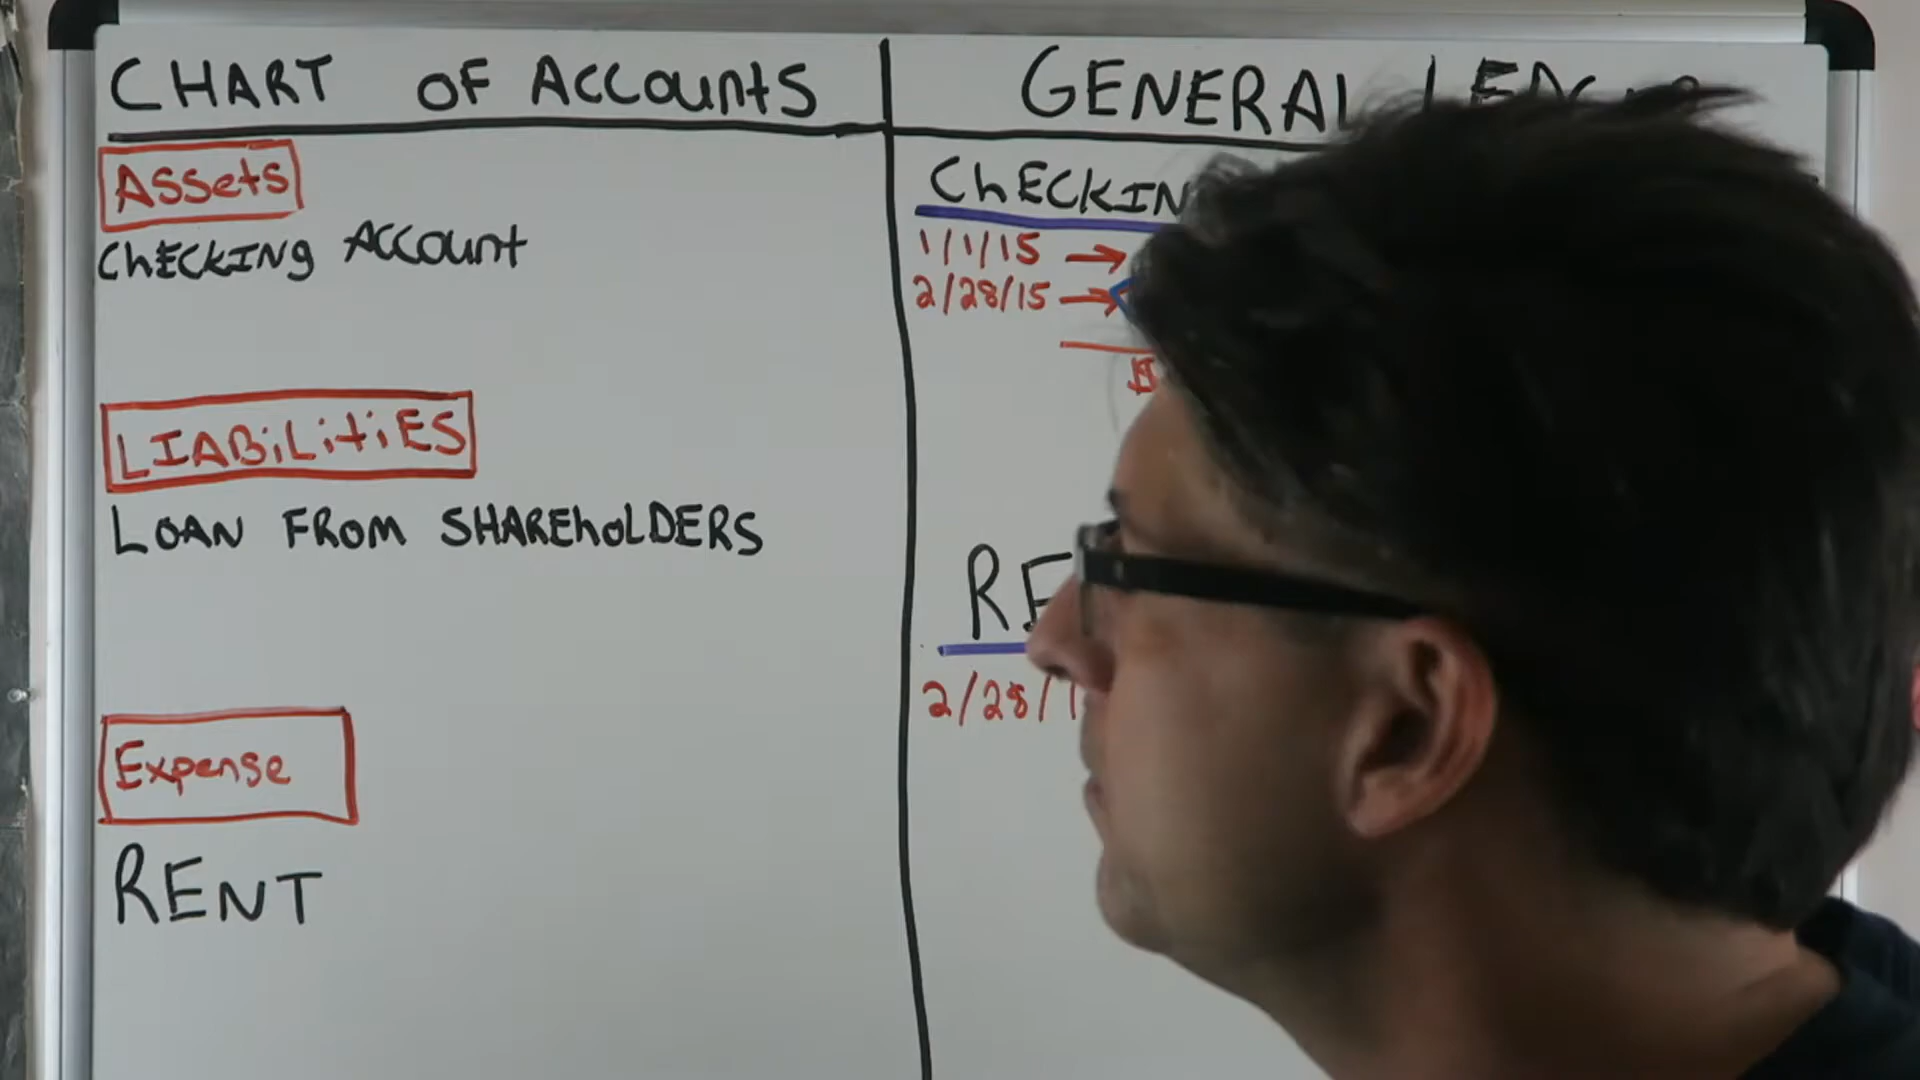 CHART OF ACCOUNTS
Assets
CHECKING ACCOUNT
LIABILITIES
LOAN FROM SHAREHOLDERS
Expense
RENT
GENERAL
1/1/15 →
2/28/15 →